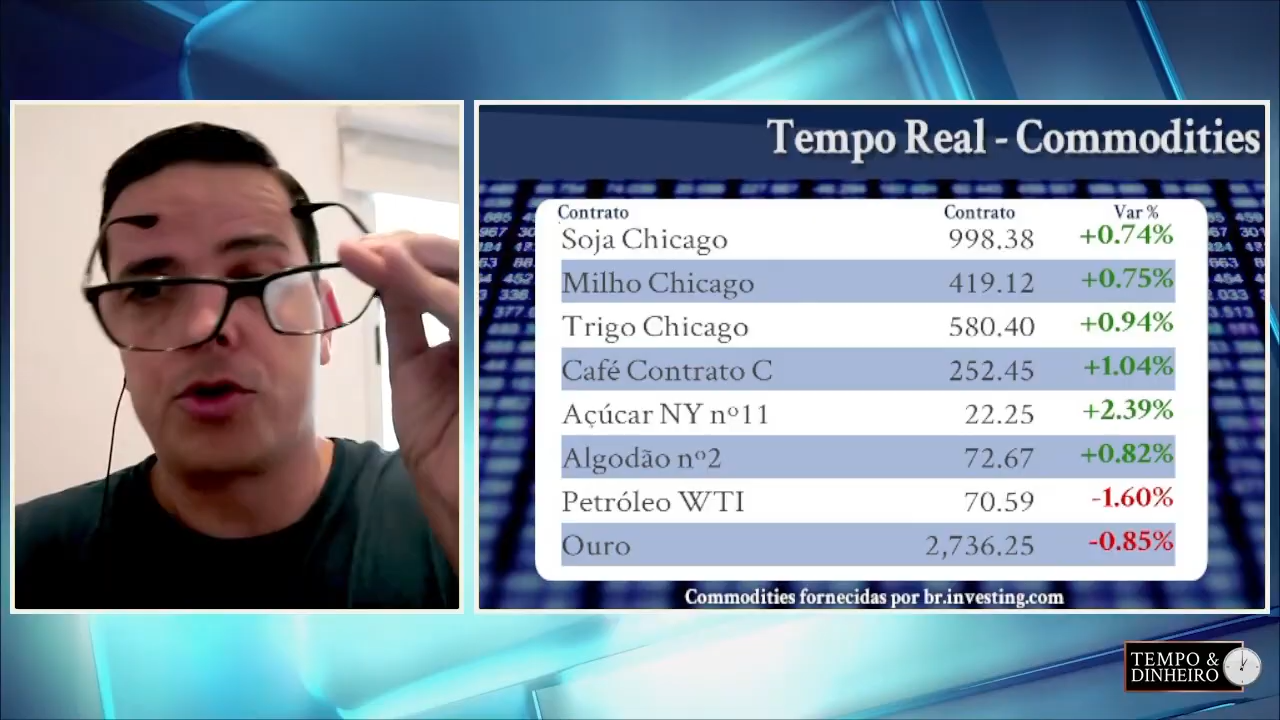 Tempo Real - Commodities
Contrato Contrato Var %
Soja Chicago 998.38 +0.74%
Milho Chicago 419.12 +0.75%
Trigo Chicago 580.40 +0.94%
Café Contrato C 252.45 +1.04%
Açúcar NY nº11 22.25 +2.39%
Algodão nº2 72.67 +0.82%
Petróleo WTI 70.59 -1.60%
Ouro 2,736.25 -0.85%
Commodities fornecidas por br.investing.com
TEMPO &
DINHEIRO